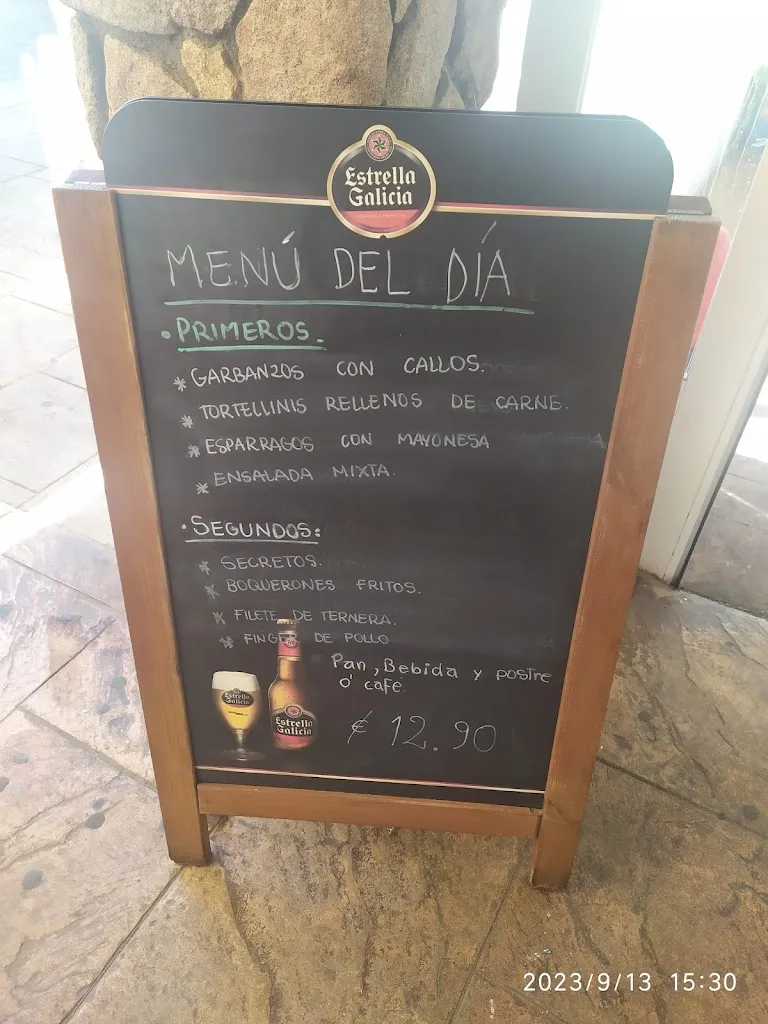 Estrella
Galicia
MENÚ DEL DÍA
• PRIMEROS.
* GARBANZOS CON CALLOS.
* TORTELLINIS RELLENOS DE CARNE.
* ESPARRAGOS CON MAYONESA
* ENSALADA MIXTA.
• SEGUNDOS:
* SECRETOS.
* BOQUERONES FRITOS.
* FILETE DE TERNERA.
* FINGER DE POLLO
Pan, Bebida y postre
o' café
€ 12.90
Estrella
Galicia
Estrella
Galicia
2023/9/13 15:30